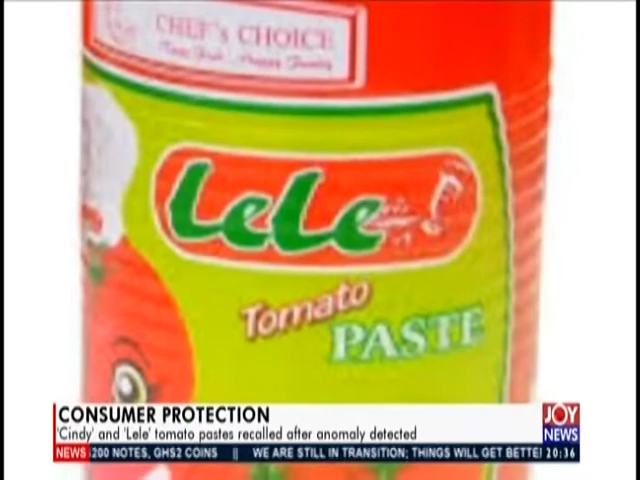 CHEF's CHOICE
LeLe
Tomato
PASTE
CONSUMER PROTECTION
'Cindy' and 'Lele' tomato pastes recalled after anomaly detected
JOY
NEWS
NEWS 200 NOTES, GHS2 COINS || WE ARE STILL IN TRANSITION; THINGS WILL GET BETTE 20:36